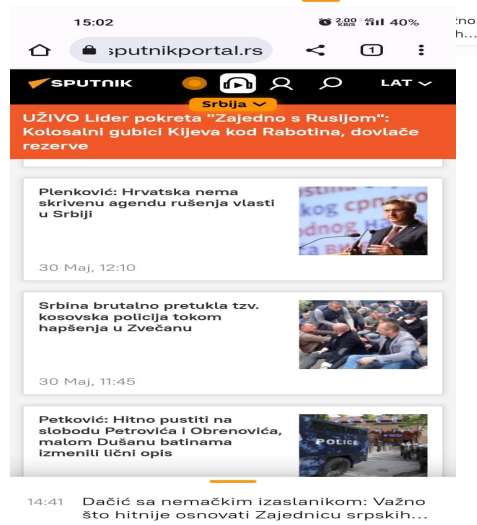 15:02
2.00 KB/S 4G 40%
sputnikportal.rs
1
SPUTNIK
LAT
Srbija
UŽIVO Lider pokreta "Zajedno s Rusijom":
Kolosalni gubici Kijeva kod Rabotina, dovlače
rezerve
Plenković: Hrvatska nema
skrivenu agendu rušenja vlasti
u Srbiji
30 Maj, 12:10
Srbina brutalno pretukla tzv.
kosovska policija tokom
hapšenja u Zvečanu
30 Maj, 11:45
Petković: Hitno pustiti na
slobodu Petrovića i Obrenovića,
malom Dušanu batinama
izmenili lični opis
POLICE
14:41 Dačić sa nemačkim izaslanikom: Važno
što hitnije osnovati Zajednicu srpskih...